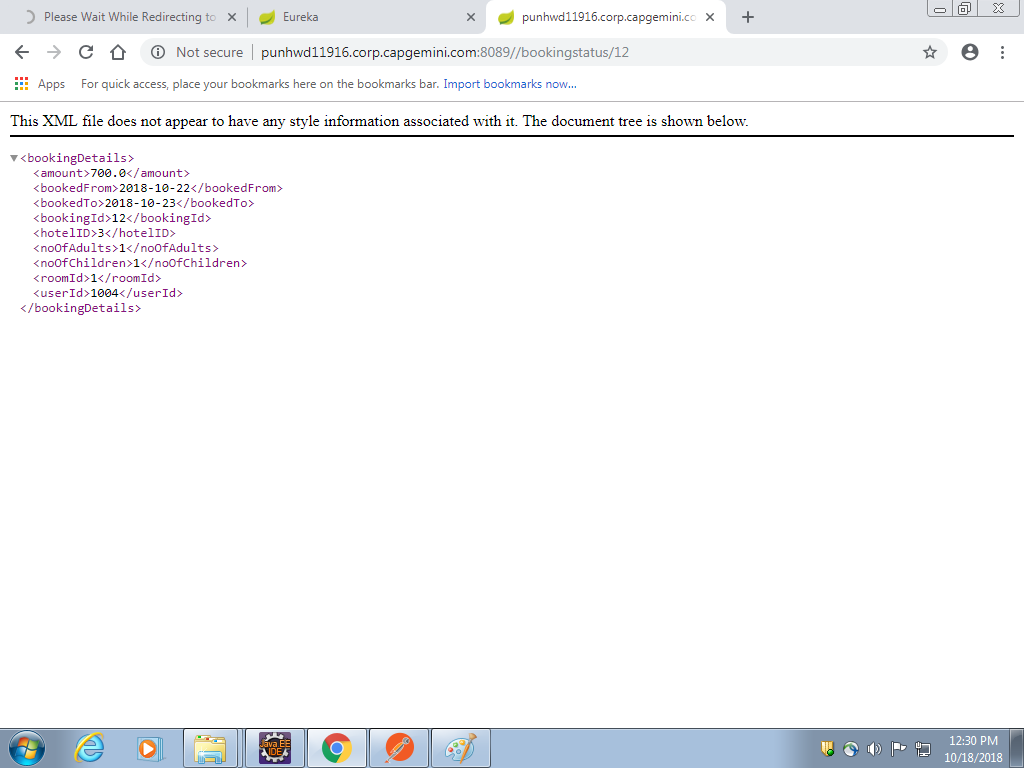 Please Wait While Redirecting to
Eureka
punhwd11916.corp.capgemini.cc
Not secure
punhwd11916.corp.capgemini.com:8089//bookingstatus/12
Apps
For quick access, place your bookmarks here on the bookmarks bar. Import bookmarks now...
This XML file does not appear to have any style information associated with it. The document tree is shown below.
<bookingDetails>
<amount>700.0</amount>
<bookedFrom>2018-10-22</bookedFrom>
<bookedTo>2018-10-23</bookedTo>
<bookingId>12</bookingId>
<hotelID>3</hotelID>
<noOfAdults>1</noOfAdults>
<noOfChildren>1</noOfChildren>
<roomId>1</roomId>
<userId>1004</userId>
</bookingDetails>
Java EE
IDE
12:30 PM
10/18/2018